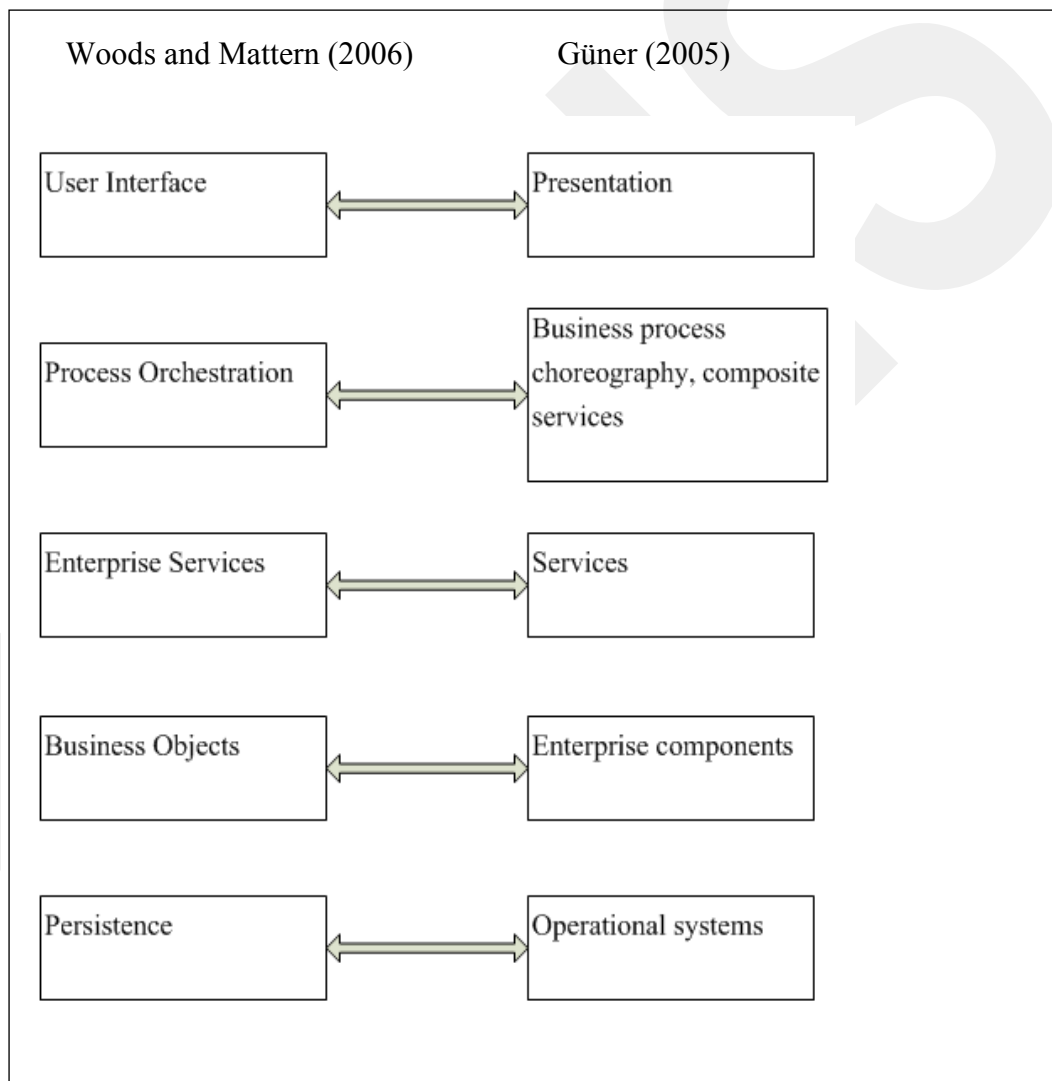 Woods and Mattern (2006)
Güner (2005)
User Interface
Presentation
Process Orchestration
Business process
choreography, composite
services
Enterprise Services
Services
Business Objects
Enterprise components
Persistence
Operational systems